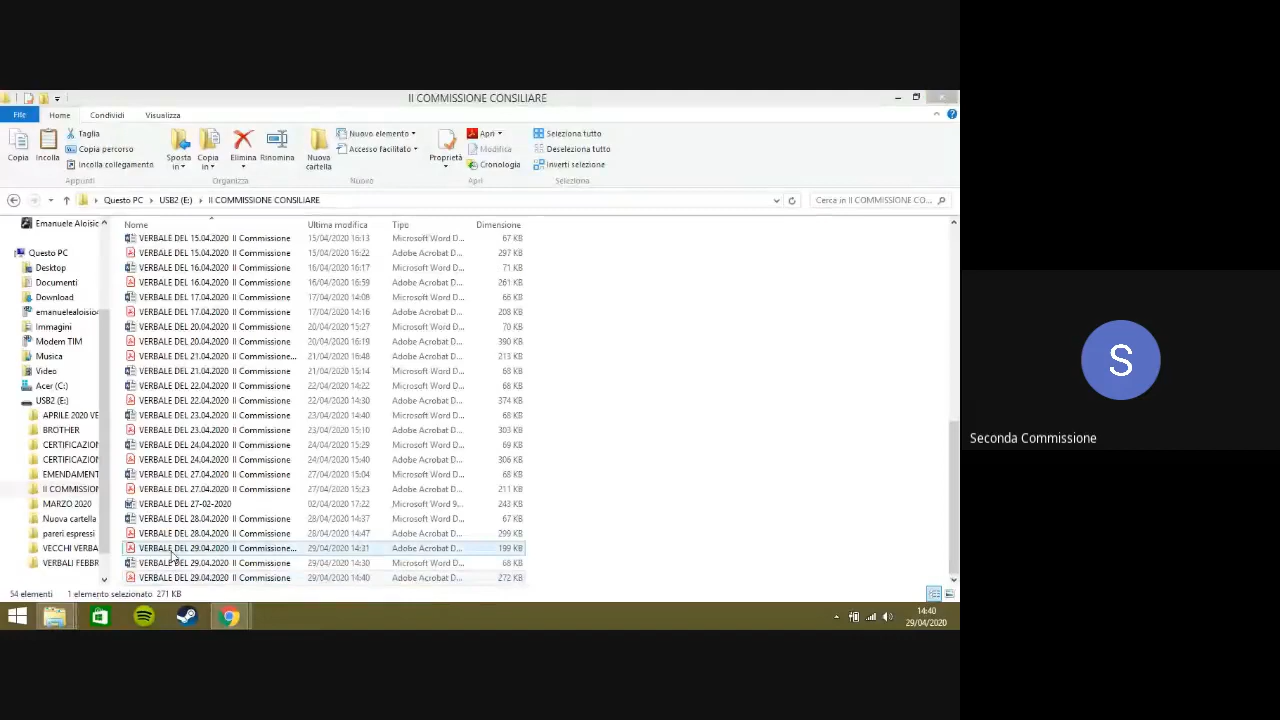 II COMMISSIONE CONSILIARE
File Home Condividi Visualizza
Copia Incolla Taglia Copia percorso Incolla collegamento Sposta in Copia in Elimina Rinomina Nuova cartella Nuovo elemento Accesso facilitato Proprietà Apri Modifica Cronologia Seleziona tutto Deseleziona tutto Inverti selezione
Appunti Organizza Nuovo Apri Seleziona
Questo PC USB2 (E:) II COMMISSIONE CONSILIARE Cerca in II COMMISSIONE CO...
Emanuele Aloisic
Questo PC
Desktop
Documenti
Download
emanuelealoisio
Immagini
Modem TIM
Musica
Video
Acer (C:)
USB2 (E:)
APRILE 2020 VE
BROTHER
CERTIFICAZION
CERTIFICAZION
EMENDAMENT
II COMMISSION
MARZO 2020
Nuova cartella
pareri espressi
VECCHI VERBA
VERBALI FEBBR
Nome Ultima modifica Tipo Dimensione
VERBALE DEL 15.04.2020 II Commissione 15/04/2020 16:13 Microsoft Word D... 67 KB
VERBALE DEL 15.04.2020 II Commissione 15/04/2020 16:22 Adobe Acrobat D... 297 KB
VERBALE DEL 16.04.2020 II Commissione 16/04/2020 16:17 Microsoft Word D... 71 KB
VERBALE DEL 16.04.2020 II Commissione 16/04/2020 16:59 Adobe Acrobat D... 261 KB
VERBALE DEL 17.04.2020 II Commissione 17/04/2020 14:08 Microsoft Word D... 66 KB
VERBALE DEL 17.04.2020 II Commissione 17/04/2020 14:16 Adobe Acrobat D... 208 KB
VERBALE DEL 20.04.2020 II Commissione 20/04/2020 15:27 Microsoft Word D... 70 KB
VERBALE DEL 20.04.2020 II Commissione 20/04/2020 16:19 Adobe Acrobat D... 390 KB
VERBALE DEL 21.04.2020 II Commissione... 21/04/2020 16:48 Adobe Acrobat D... 213 KB
VERBALE DEL 21.04.2020 II Commissione 21/04/2020 15:14 Microsoft Word D... 68 KB
VERBALE DEL 22.04.2020 II Commissione 22/04/2020 14:22 Microsoft Word D... 68 KB
VERBALE DEL 22.04.2020 II Commissione 22/04/2020 14:30 Adobe Acrobat D... 374 KB
VERBALE DEL 23.04.2020 II Commissione 23/04/2020 14:40 Microsoft Word D... 68 KB
VERBALE DEL 23.04.2020 II Commissione 23/04/2020 15:10 Adobe Acrobat D... 303 KB
VERBALE DEL 24.04.2020 II Commissione 24/04/2020 15:29 Microsoft Word D... 69 KB
VERBALE DEL 24.04.2020 II Commissione 24/04/2020 15:40 Adobe Acrobat D... 306 KB
VERBALE DEL 27.04.2020 II Commissione 27/04/2020 15:04 Microsoft Word D... 68 KB
VERBALE DEL 27.04.2020 II Commissione 27/04/2020 15:23 Adobe Acrobat D... 211 KB
VERBALE DEL 27-02-2020 02/04/2020 17:22 Microsoft Word 9... 243 KB
VERBALE DEL 28.04.2020 II Commissione 28/04/2020 14:37 Microsoft Word D... 67 KB
VERBALE DEL 28.04.2020 II Commissione 28/04/2020 14:47 Adobe Acrobat D... 299 KB
VERBALE DEL 29.04.2020 II Commissione... 29/04/2020 14:31 Adobe Acrobat D... 199 KB
VERBALE DEL 29.04.2020 II Commissione 29/04/2020 14:30 Microsoft Word D... 68 KB
VERBALE DEL 29.04.2020 II Commissione 29/04/2020 14:40 Adobe Acrobat D... 272 KB
54 elementi 1 elemento selezionato 271 KB
14:40
29/04/2020
S
Seconda Commissione